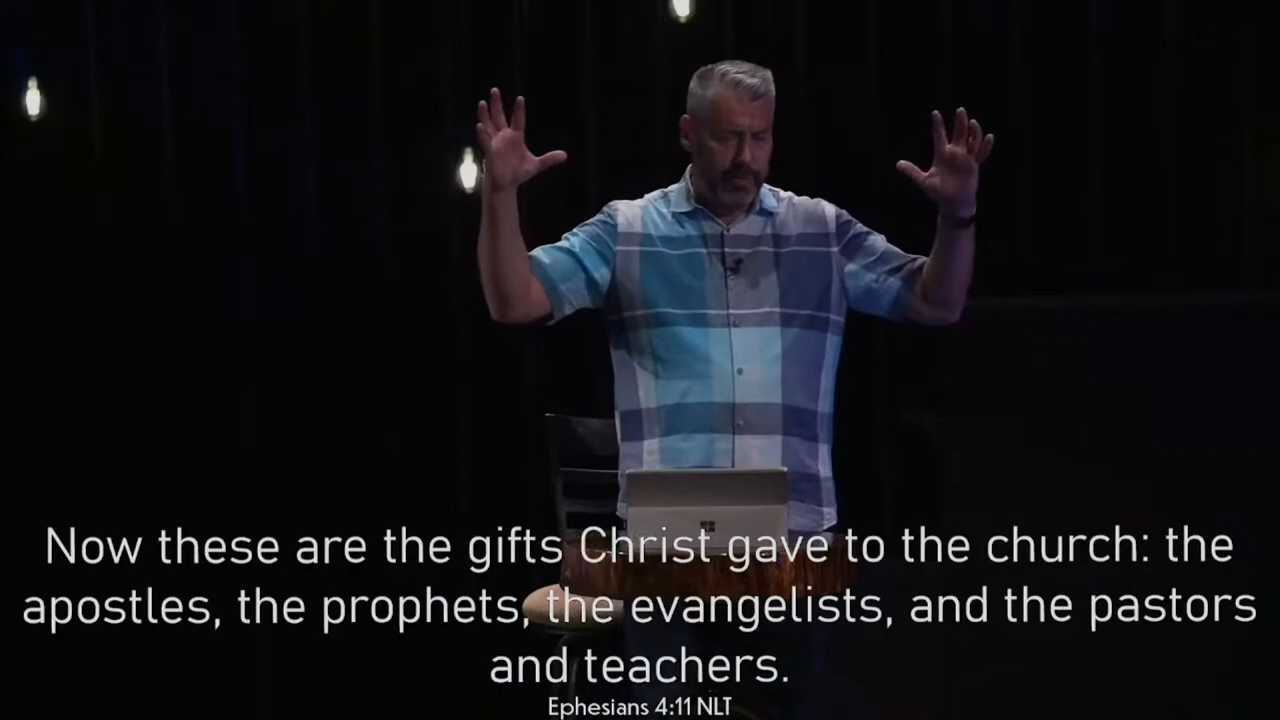 Now these are the gifts Christ gave to the church: the
apostles, the prophets, the evangelists, and the pastors
and teachers.
Ephesians 4:11 NLT